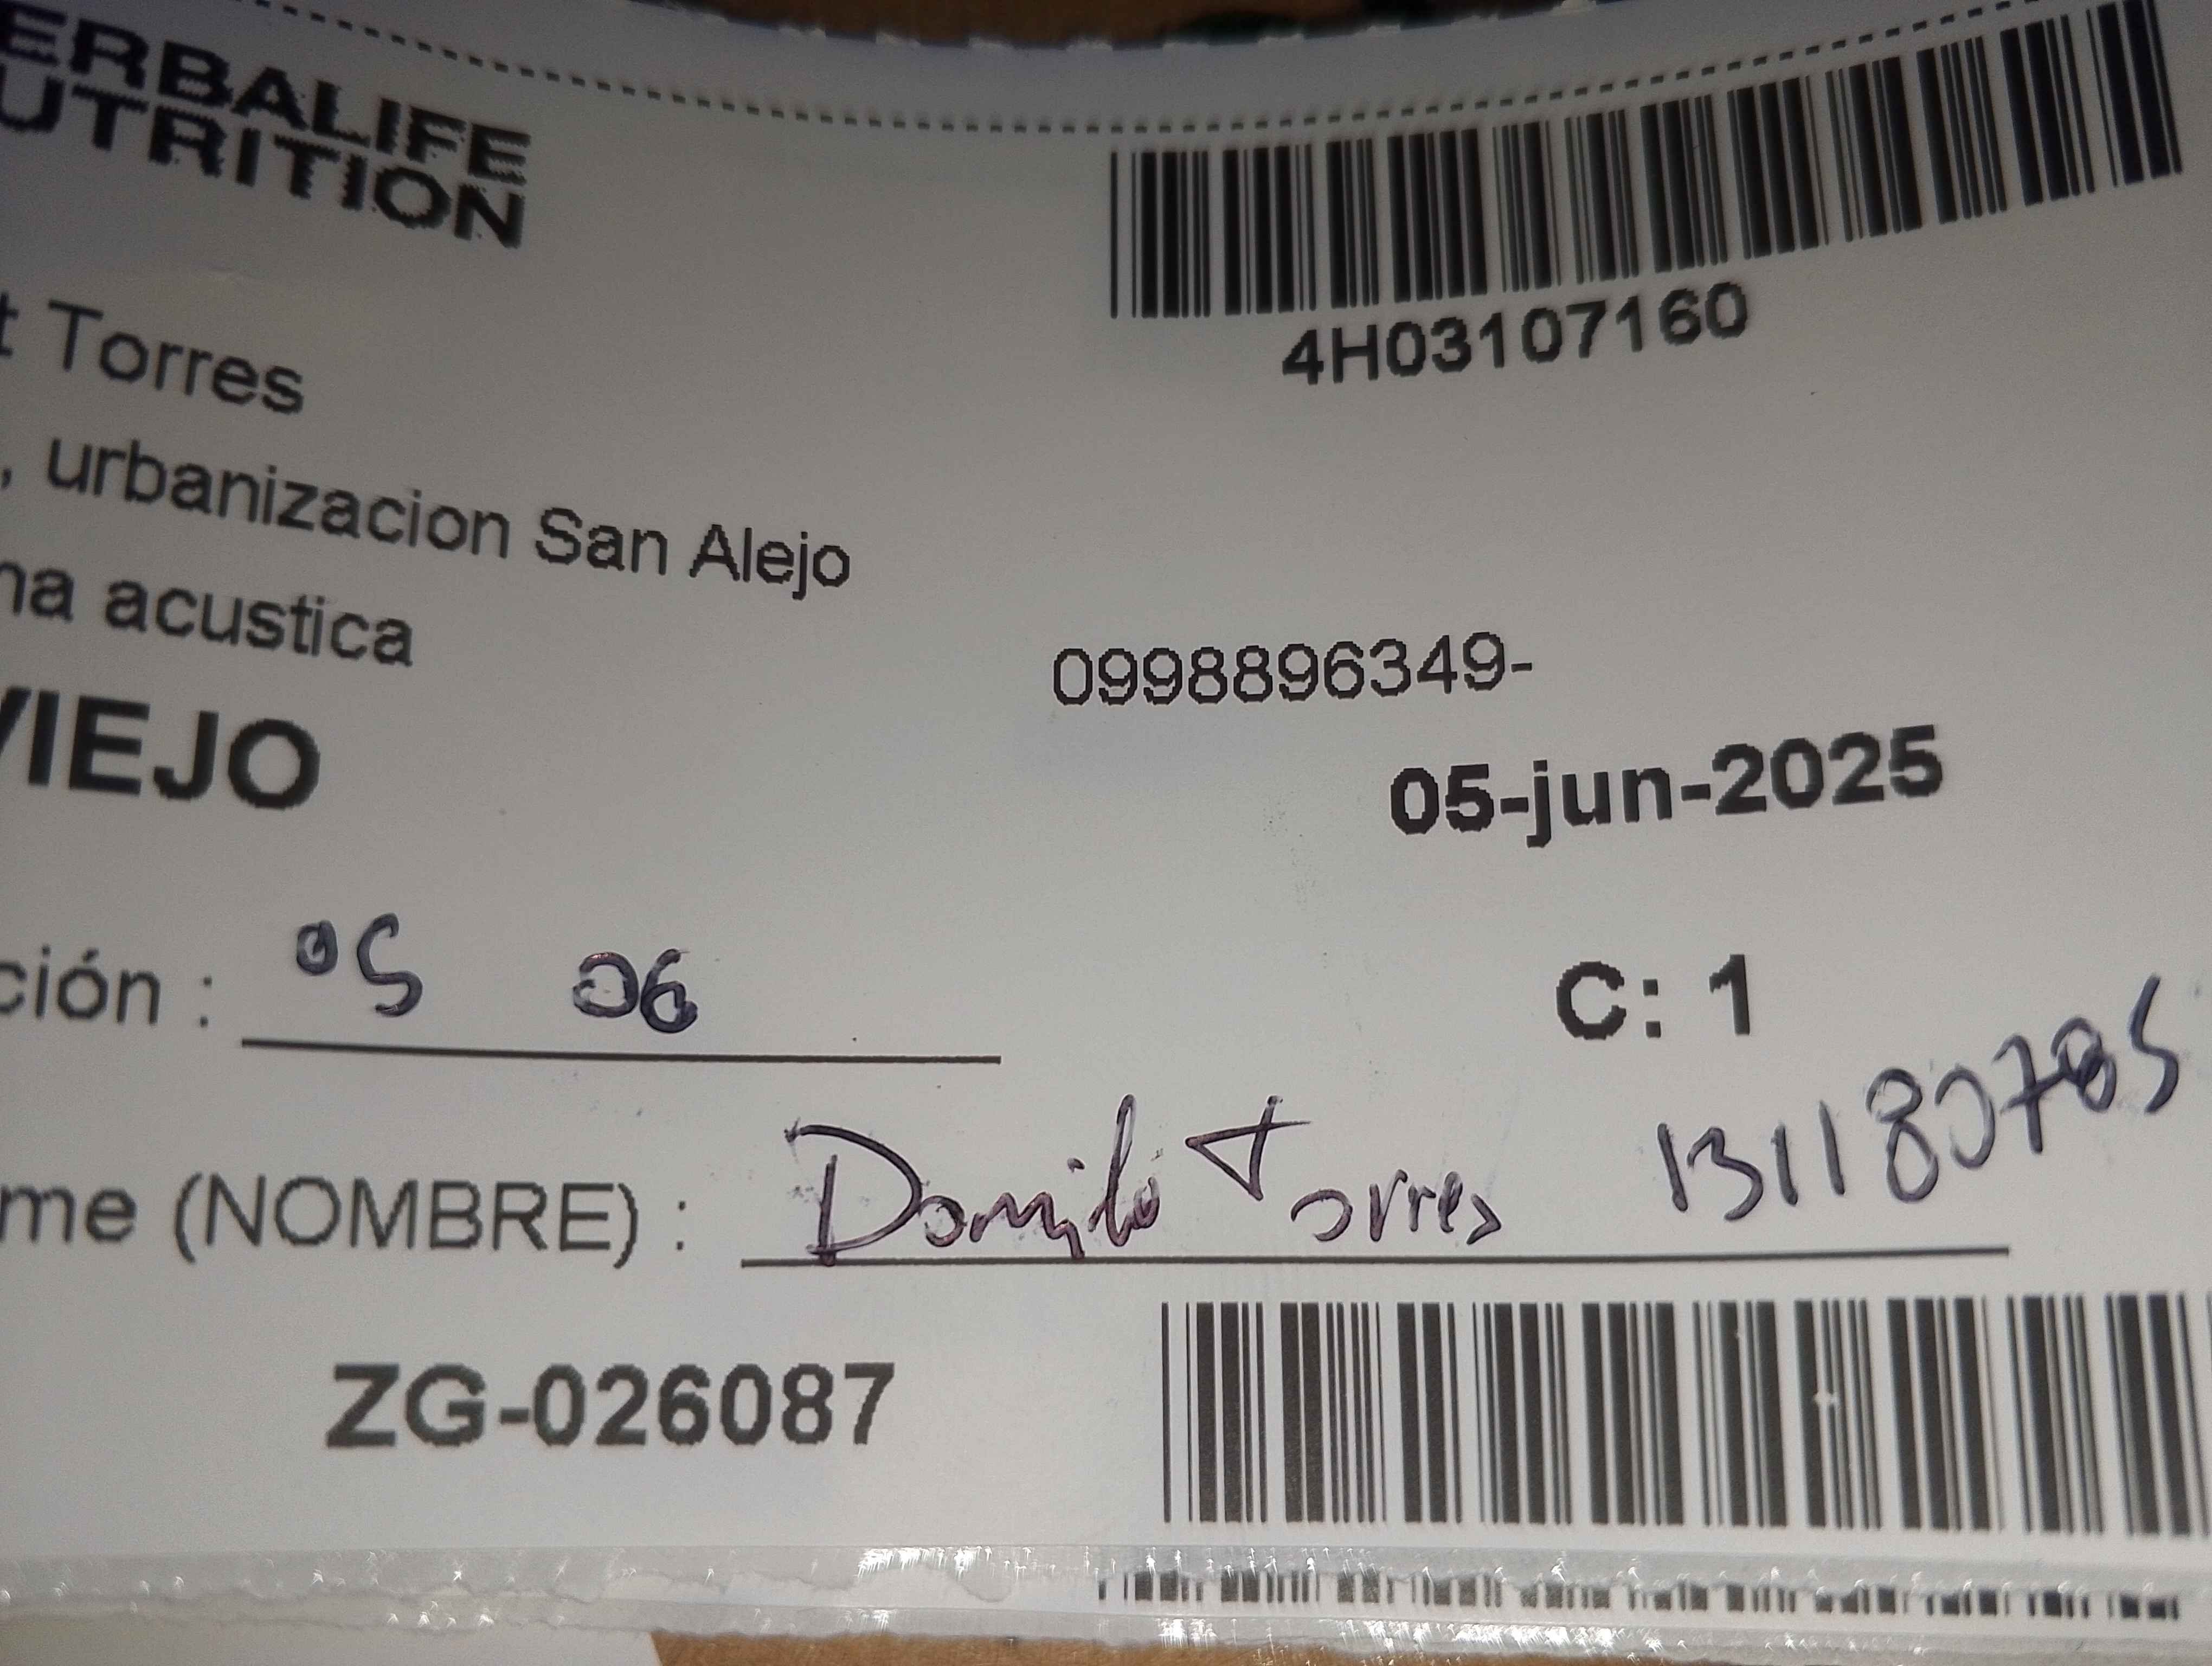 ERBALIFE
UTRITION
4H03107160
t Torres
, urbanizacion San Alejo
na acustica
0998896349-
VIEJO
05-jun-2025
ción : 05 06
C: 1
me (NOMBRE) : Danilo Torres 1311807785
ZG-026087